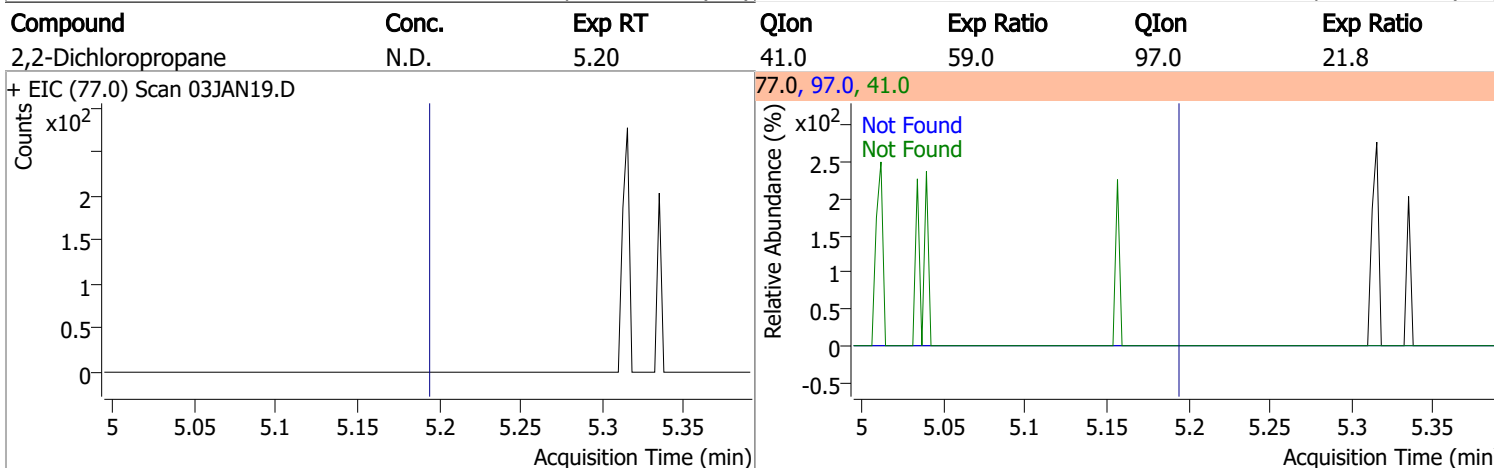 Compound Conc. Exp RT QIon Exp Ratio QIon Exp Ratio
2,2-Dichloropropane N.D. 5.20 41.0 59.0 97.0 21.8
+ EIC (77.0) Scan 03JAN19.D
Counts
x10²
2
1.5
1
0.5
0
5 5.05 5.1 5.15 5.2 5.25 5.3 5.35
Acquisition Time (min)
77.0, 97.0, 41.0
Relative Abundance (%)
x10²
Not Found
Not Found
2.5
2
1.5
1
0.5
0
-0.5
5 5.05 5.1 5.15 5.2 5.25 5.3 5.35
Acquisition Time (min)